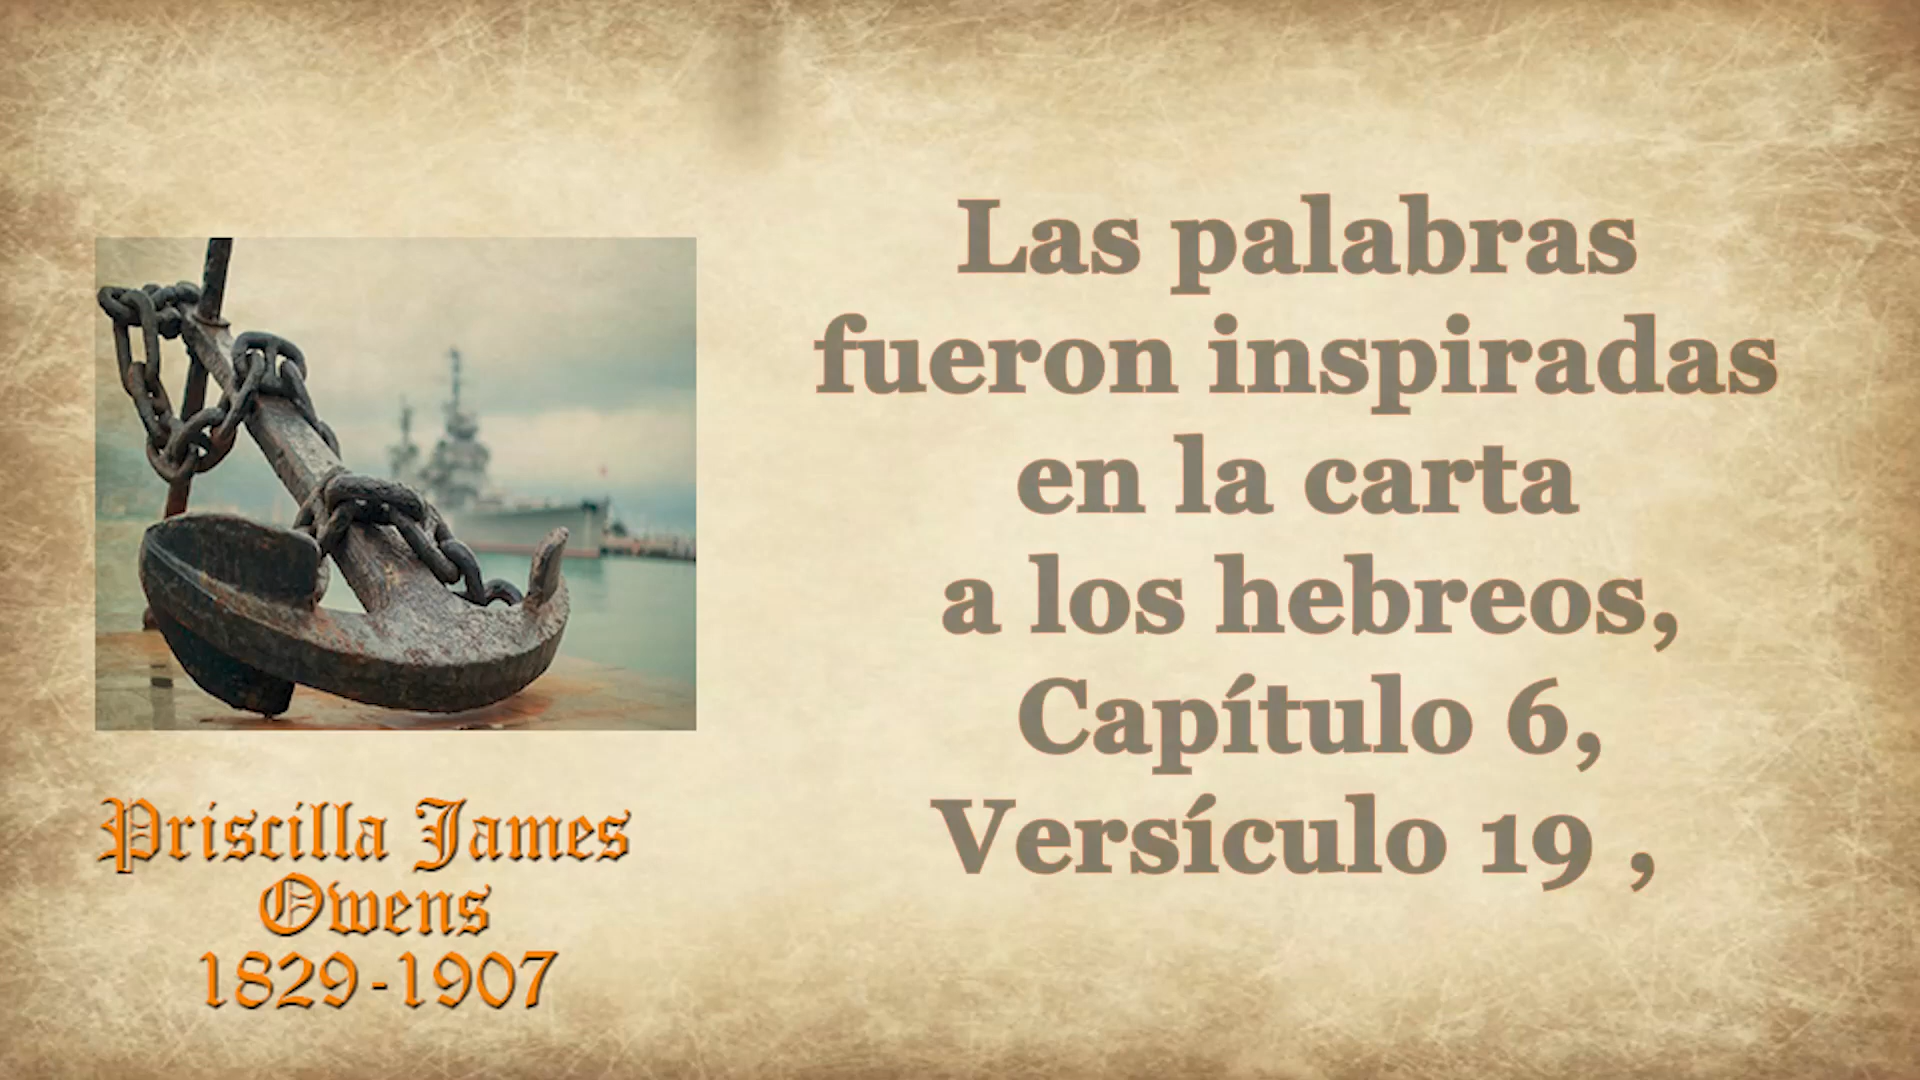 Las palabras
fueron inspiradas
en la carta
a los hebreos,
Capítulo 6,
Versículo 19 ,
Priscilla James
Owens
1829-1907